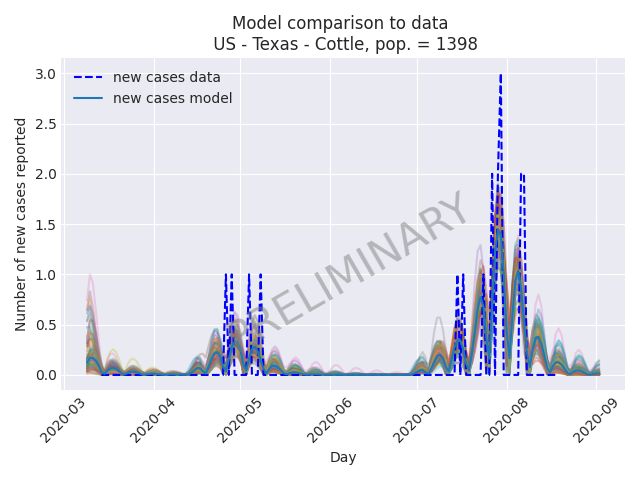 Model comparison to data
US - Texas - Cottle, pop. = 1398
new cases data
new cases model
Number of new cases reported
3.0
2.5
2.0
1.5
1.0
0.5
0.0
PRELIMINARY
2020-03
2020-04
2020-05
2020-06
2020-07
2020-08
2020-09
Day